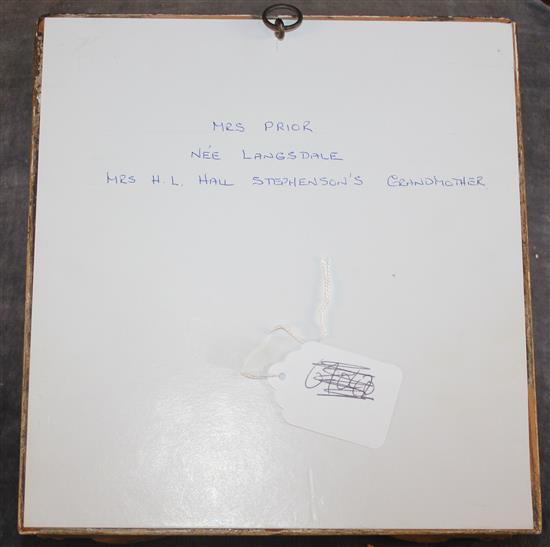 MRS PRIOR
NÉE LANGSDALE
MRS H.L. HALL STEPHENSON'S GRANDMOTHER